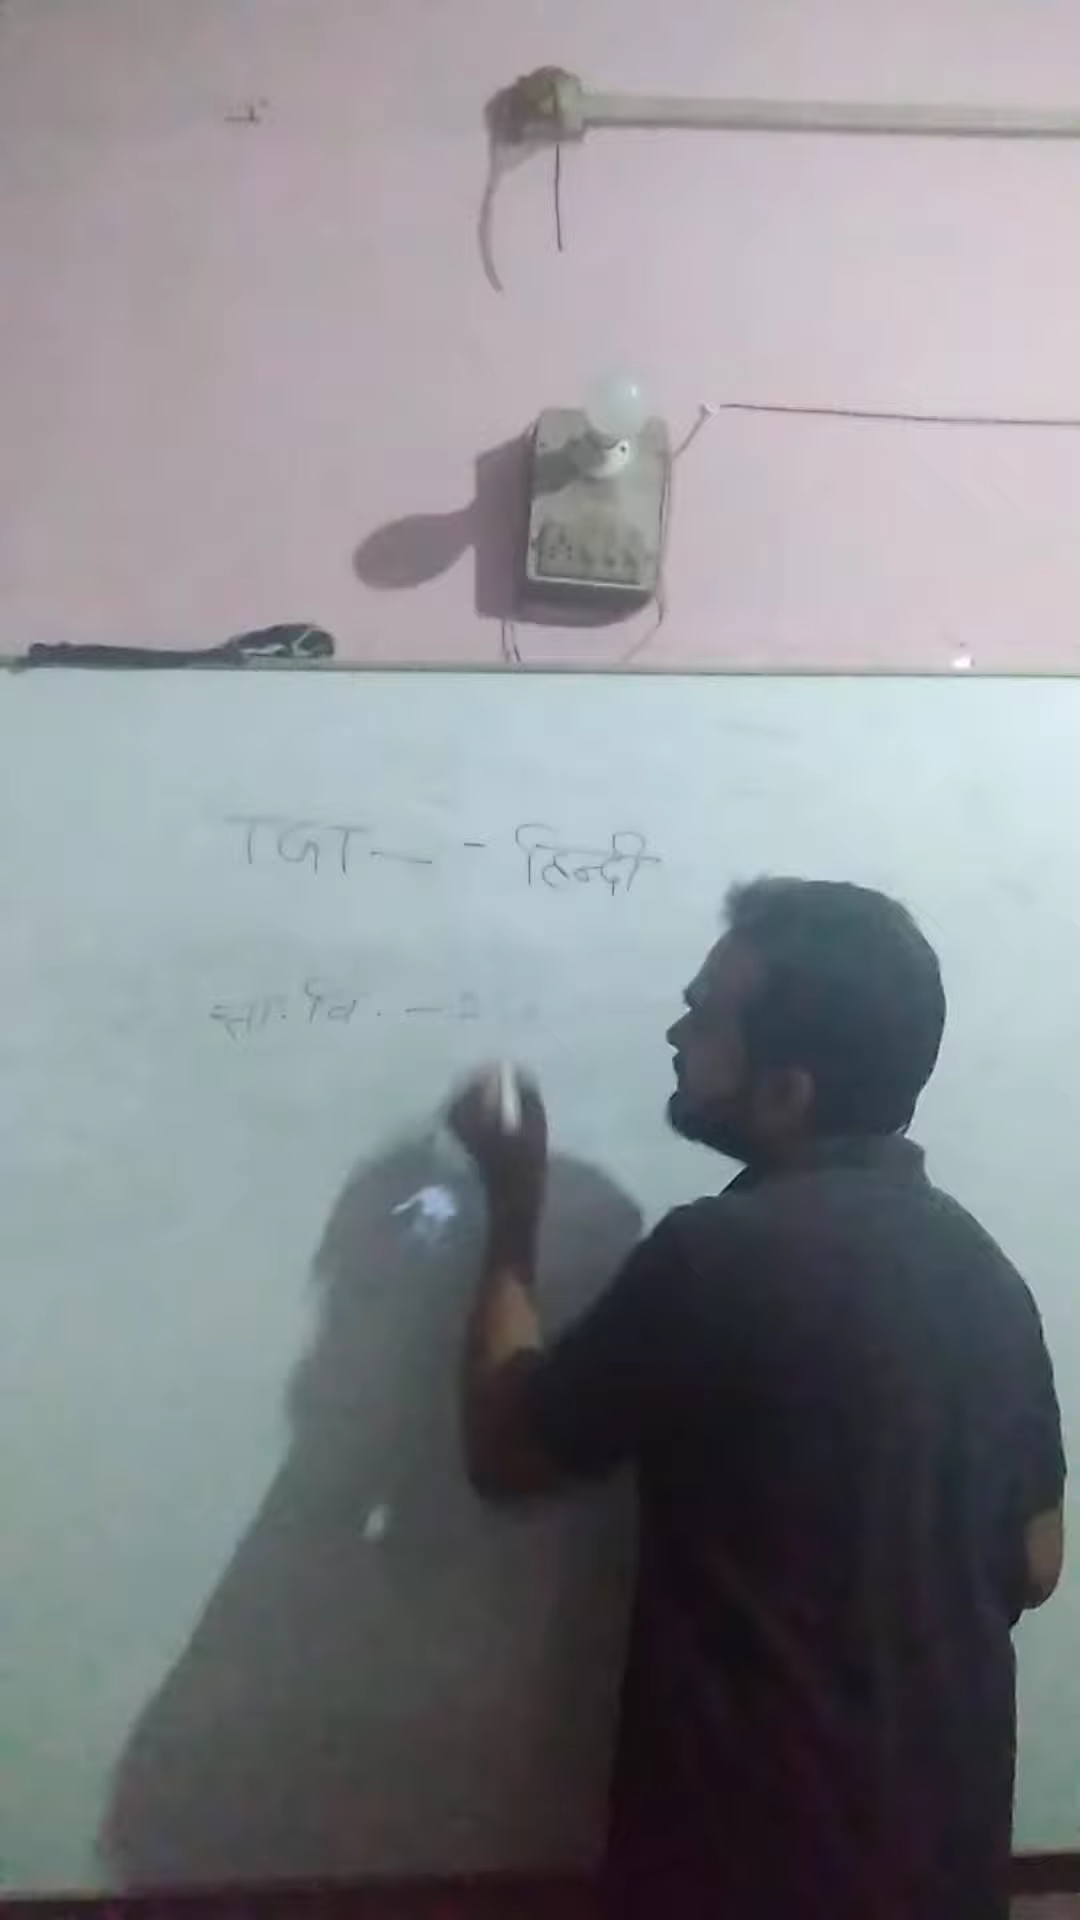 TGT — - हिन्दी
सा. वि. —